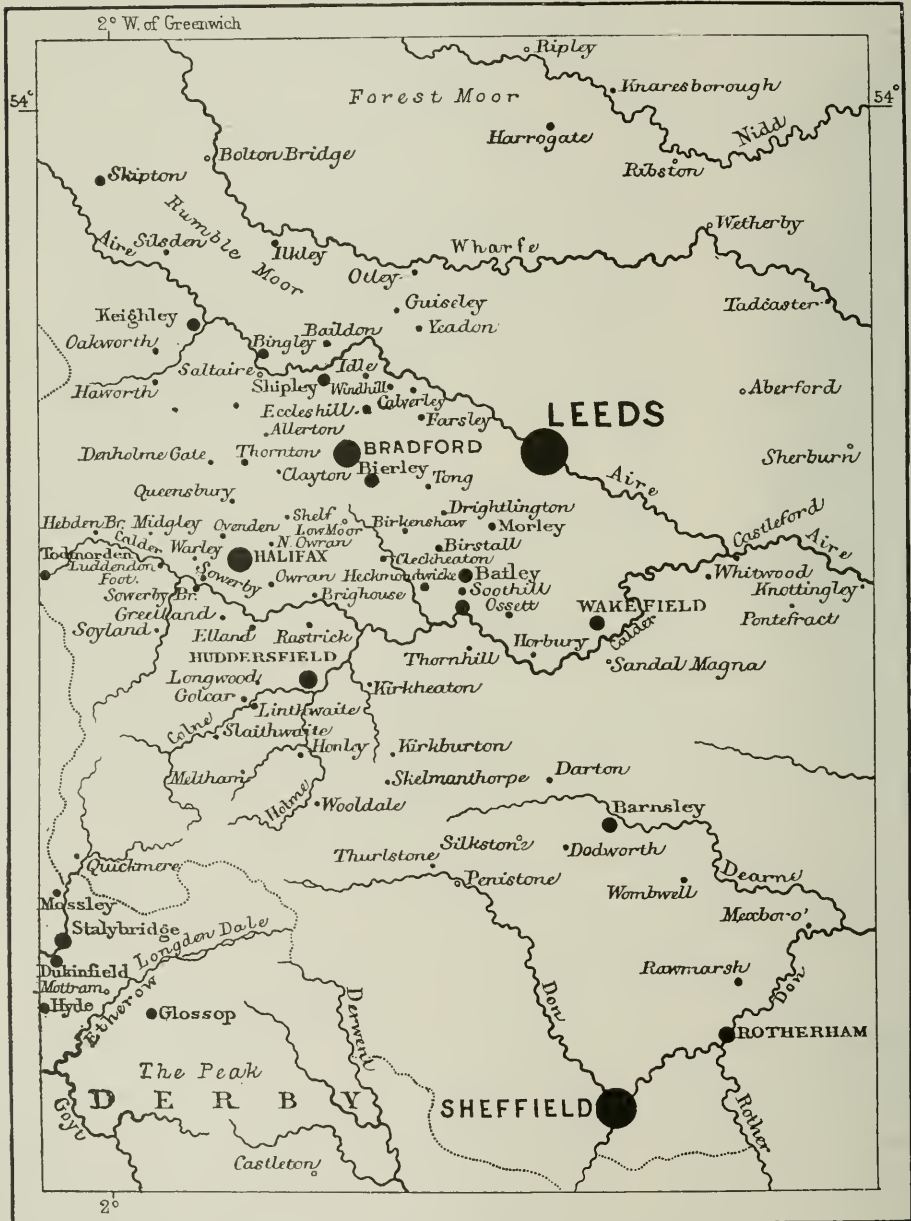 2° W. of Greenwich
Ripley
54°
Forest Moor
Knaresborough
54°
Harrogate
Nidd
Bolton Bridge
Ribston
Skipton
Rumble Moor
Wetherby
Aire
Silsden
Ilkley
Wharfe
Otley
Guiseley
Tadcaster
Keighley
Baildon
Yeadon
Oakworth
Bingley
Saltaire
Idle
Shipley
Windhill
Haworth
Calverley
Aberford
Eccleshill
Farsley
LEEDS
Allerton
BRADFORD
Denholme Gate
Thornton
Sherburn
Clayton
Bierley
Tong
Aire
Queensbury
Drightlington
Shelf
Hebden Br.
Midgley
Ovenden
Low Moor
Birkenshaw
Morley
Castleford
Calder
Warley
N. Owran
Birstall
Aire
Todmorden
HALIFAX
Cleckheaton
Luddendon Foot.
Sowerby
Owran
Heckmondwicke
Batley
Whitwood
Sowerby Br.
Brighouse
Soothill
Knottingley
Greetland
Ossett
WAKEFIELD
Pontefract
Soyland
Elland
Rastrick
Horbury
Calder
HUDDERSFIELD
Thornhill
Sandal Magna
Longwood
Kirkheaton
Golcar
Linthwaite
Colne
Slaithwaite
Honley
Kirkburton
Meltham
Skelmanthorpe
Darton
Holme
Wooldale
Barnsley
Silkstone
Quickmere
Thurlstone
Dodworth
Penistone
Dearne
Mossley
Wombwell
Mexboro'
Stalybridge
Longden Dale
Dukinfield
Rawmarsh
Mottram
Don
Don
Hyde
Etherow
Glossop
Derwent
ROTHERHAM
The Peak
DERBY
SHEFFIELD
Goyt
Rother
Castleton
2°